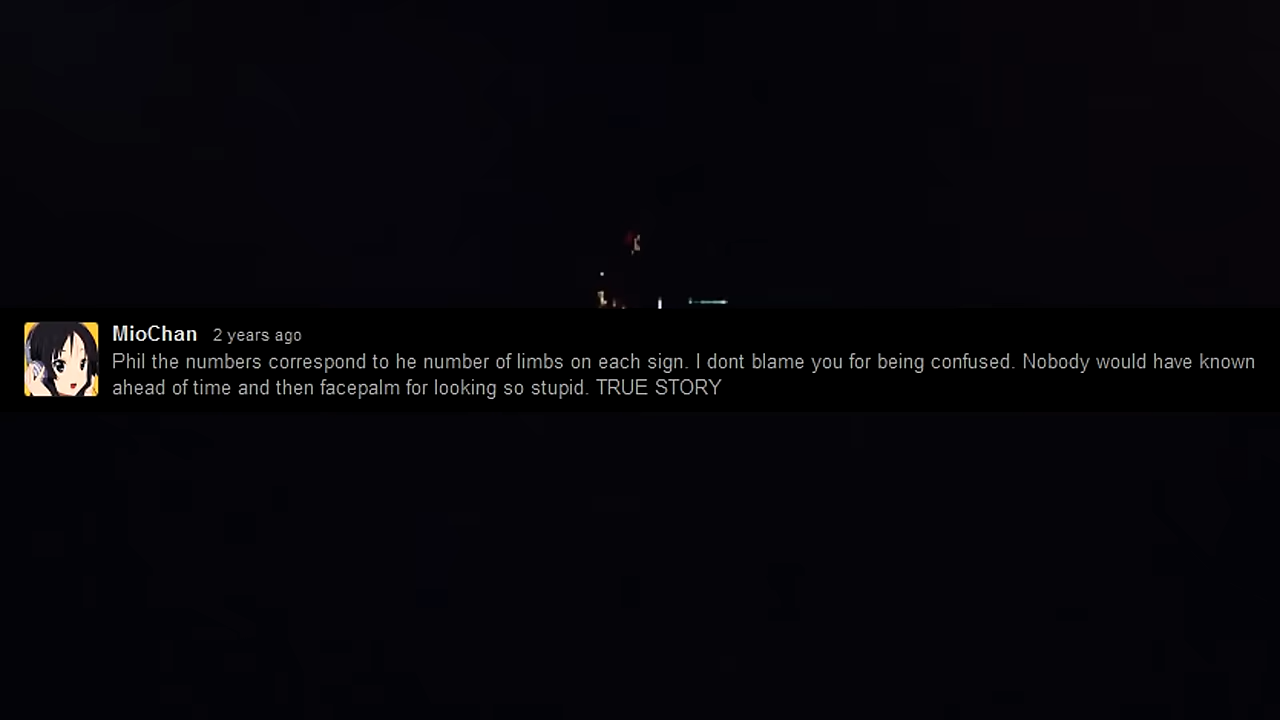 MioChan 2 years ago
Phil the numbers correspond to he number of limbs on each sign. I dont blame you for being confused. Nobody would have known
ahead of time and then facepalm for looking so stupid. TRUE STORY